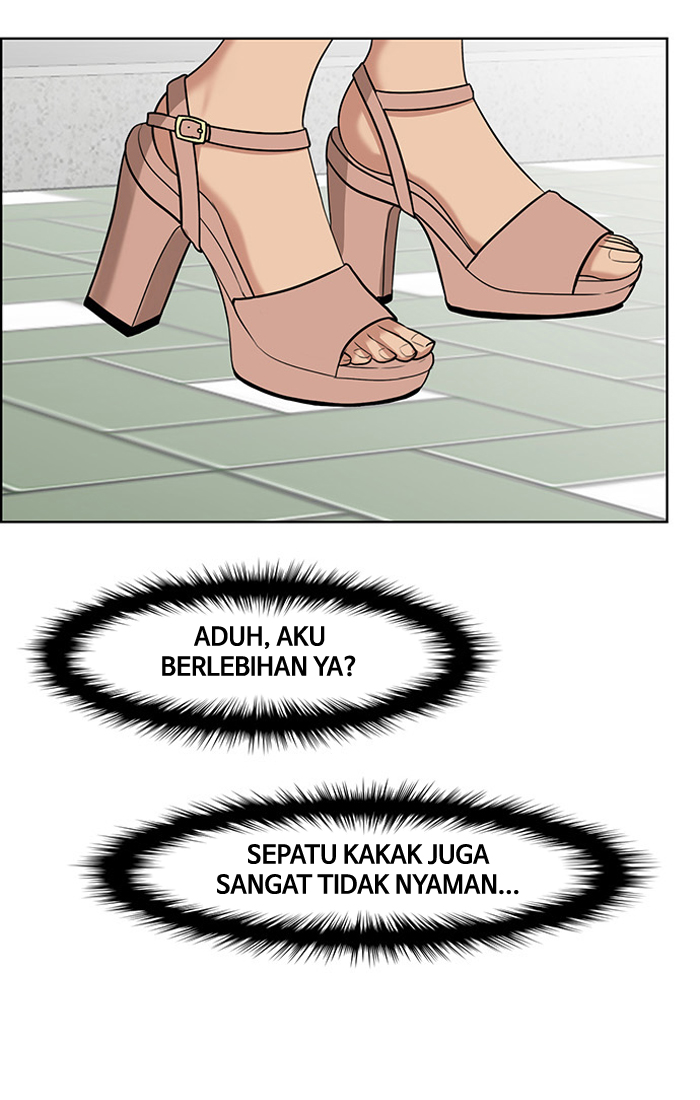 ADUH, AKU
BERLEBIHAN YA?
SEPATU KAKAK JUGA
SANGAT TIDAK NYAMAN...